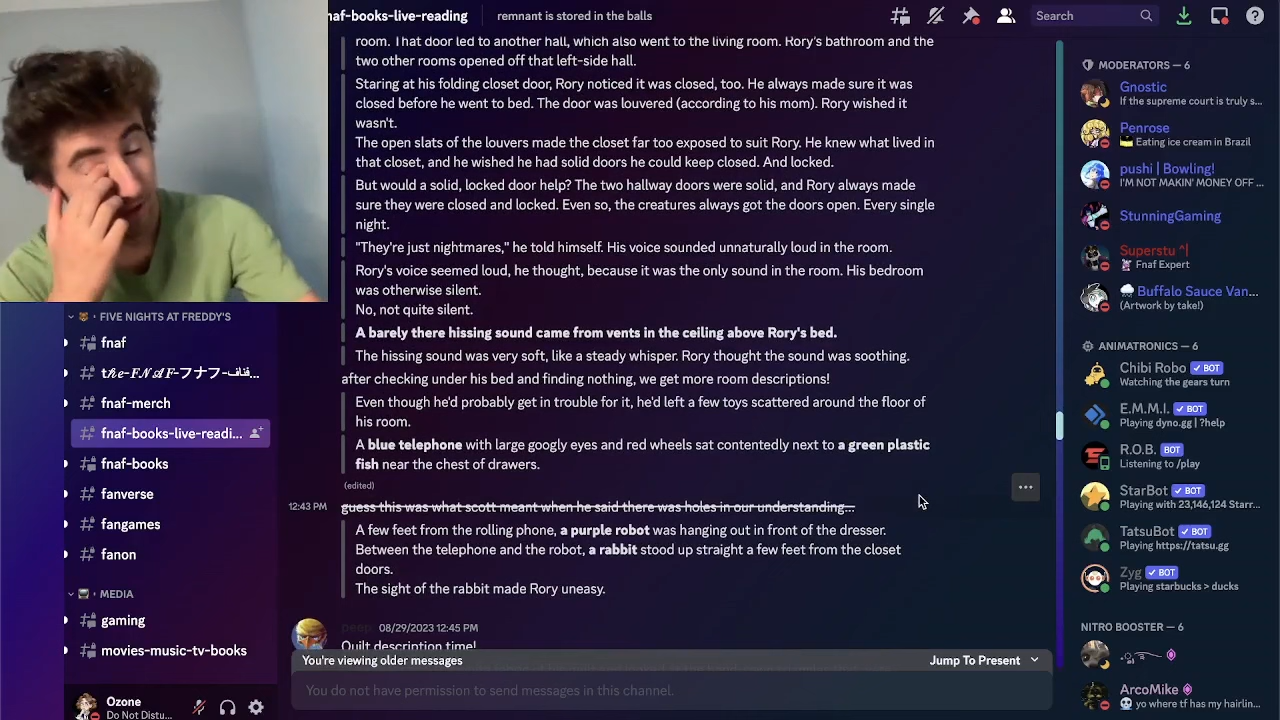 fnaf-books-live-reading
remnant is stored in the balls
Search
room. That door led to another hall, which also went to the living room. Rory's bathroom and the
two other rooms opened off that left-side hall.
Staring at his folding closet door, Rory noticed it was closed, too. He always made sure it was
closed before he went to bed. The door was louvered (according to his mom). Rory wished it
wasn't.
The open slats of the louvers made the closet far too exposed to suit Rory. He knew what lived in
that closet, and he wished he had solid doors he could keep closed. And locked.
But would a solid, locked door help? The two hallway doors were solid, and Rory always made
sure they were closed and locked. Even so, the creatures always got the doors open. Every single
night.
"They're just nightmares," he told himself. His voice sounded unnaturally loud in the room.
Rory's voice seemed loud, he thought, because it was the only sound in the room. His bedroom
was otherwise silent.
No, not quite silent.
A barely there hissing sound came from vents in the ceiling above Rory's bed.
The hissing sound was very soft, like a steady whisper. Rory thought the sound was soothing.
after checking under his bed and finding nothing, we get more room descriptions!
Even though he'd probably get in trouble for it, he'd left a few toys scattered around the floor of
his room.
A blue telephone with large googly eyes and red wheels sat contentedly next to a green plastic
fish near the chest of drawers.
(edited)
12:43 PM
guess this was what scott meant when he said there was holes in our understanding...
A few feet from the rolling phone, a purple robot was hanging out in front of the dresser.
Between the telephone and the robot, a rabbit stood up straight a few feet from the closet
doors.
The sight of the rabbit made Rory uneasy.
08/29/2023 12:45 PM
Quilt description time!
You're viewing older messages
Jump To Present
You do not have permission to send messages in this channel.
FIVE NIGHTS AT FREDDY'S
fnaf
fnaf-merch
fnaf-books-live-readi...
fnaf-books
fanverse
fangames
fanon
MEDIA
gaming
movies-music-tv-books
Ozone
Do Not Distu...
MODERATORS — 6
Gnostic
If the supreme court is truly s...
Penrose
Eating ice cream in Brazil
pushi | Bowling!
I'M NOT MAKIN' MONEY OFF ...
StunningGaming
Superstu ^|
Fnaf Expert
Buffalo Sauce Van...
(Artwork by take!)
ANIMATRONICS — 6
Chibi Robo BOT
Watching the gears turn
E.M.M.I. BOT
Playing dyno.gg | ?help
R.O.B. BOT
Listening to /play
StarBot BOT
Playing with 23,146,124 Starr...
TatsuBot BOT
Playing https://tatsu.gg
Zyg BOT
Playing starbucks > ducks
NITRO BOOSTER — 6
ArcoMike
yo where tf has my hairlin...